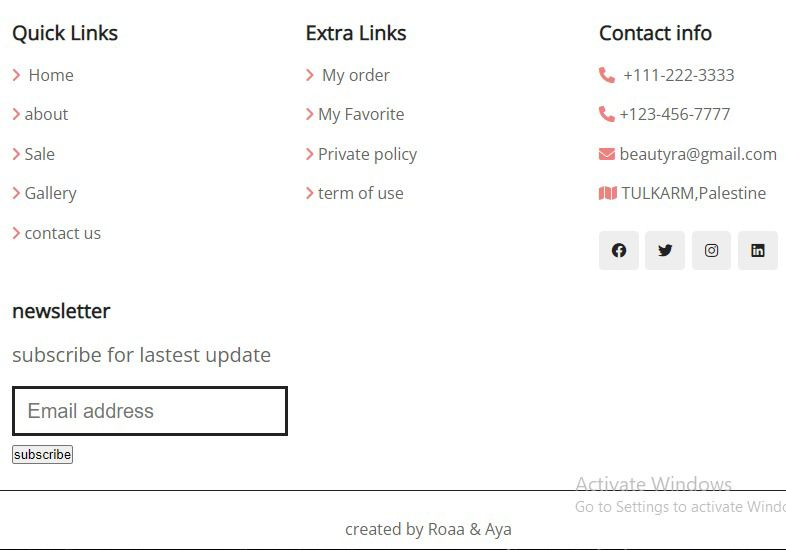 Quick Links
Home
about
Sale
Gallery
contact us
Extra Links
My order
My Favorite
Private policy
term of use
Contact info
+111-222-3333
+123-456-7777
beautyra@gmail.com
TULKARM,Palestine
newsletter
subscribe for lastest update
Email address
subscribe
Activate Windows
Go to Settings to activate Windo
created by Roaa & Aya